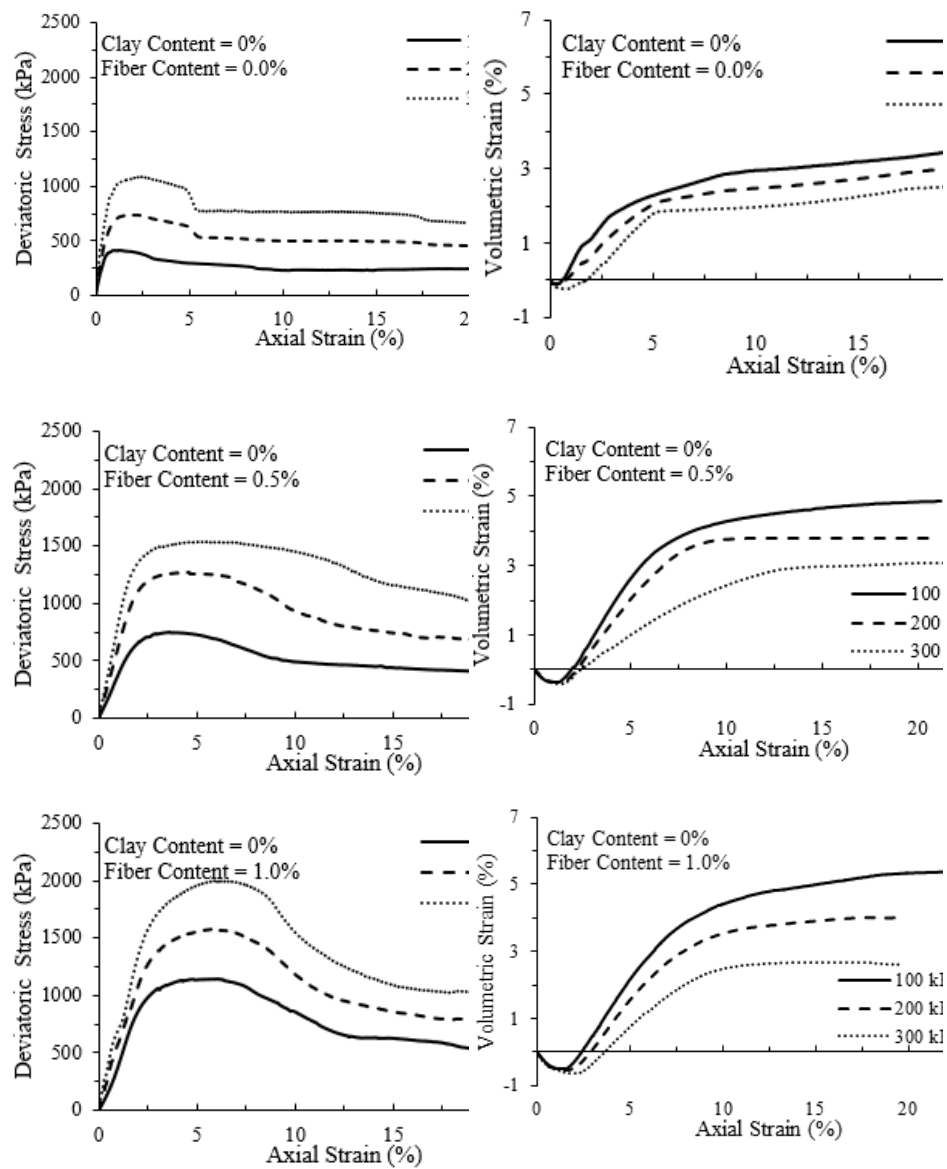 2500
2000
1500
1000
500
0
Deviatoric Stress (kPa)
Clay Content = 0%
Fiber Content = 0.0%
0 5 10 15 2
Axial Strain (%)
7
5
3
1
-1
Volumetric Strain (%)
Clay Content = 0%
Fiber Content = 0.0%
0 5 10 15
Axial Strain (%)
2500
2000
1500
1000
500
0
Deviatoric Stress (kPa)
Clay Content = 0%
Fiber Content = 0.5%
0 5 10 15
Axial Strain (%)
7
5
3
1
-1
Volumetric Strain (%)
Clay Content = 0%
Fiber Content = 0.5%
100
200
300
0 5 10 15 20
Axial Strain (%)
2500
2000
1500
1000
500
0
Deviatoric Stress (kPa)
Clay Content = 0%
Fiber Content = 1.0%
0 5 10 15
Axial Strain (%)
7
5
3
1
-1
Volumetric Strain (%)
Clay Content = 0%
Fiber Content = 1.0%
100 kP
200 kP
300 kP
0 5 10 15 20
Axial Strain (%)